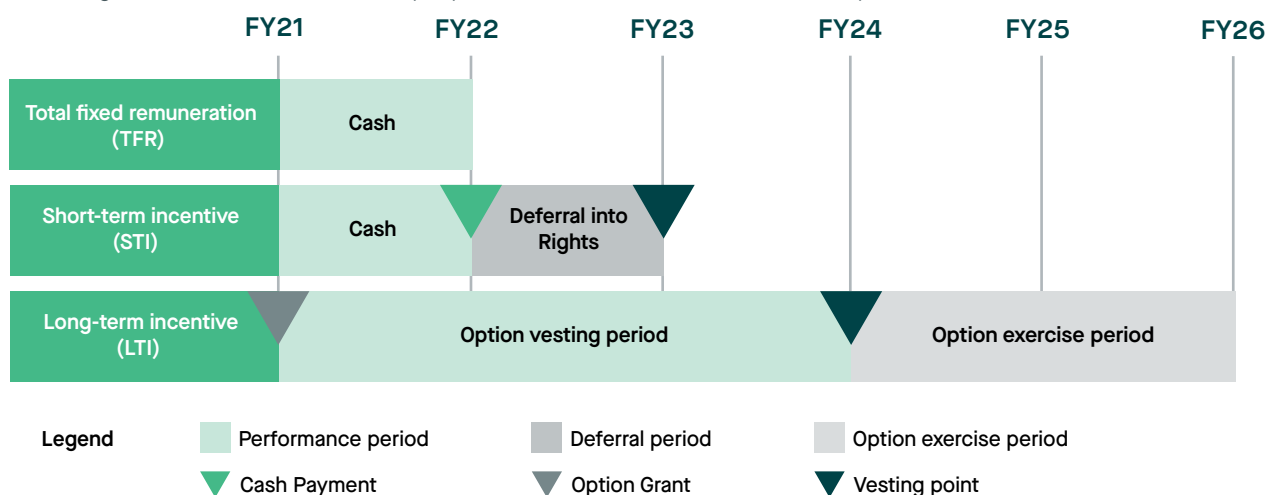 FY21 FY22 FY23 FY24 FY25 FY26
Total fixed remuneration
(TFR)
Cash
Short-term incentive
(STI)
Cash
Deferral into
Rights
Long-term incentive
(LTI)
Option vesting period
Option exercise period
Legend
Performance period
Deferral period
Option exercise period
Cash Payment
Option Grant
Vesting point